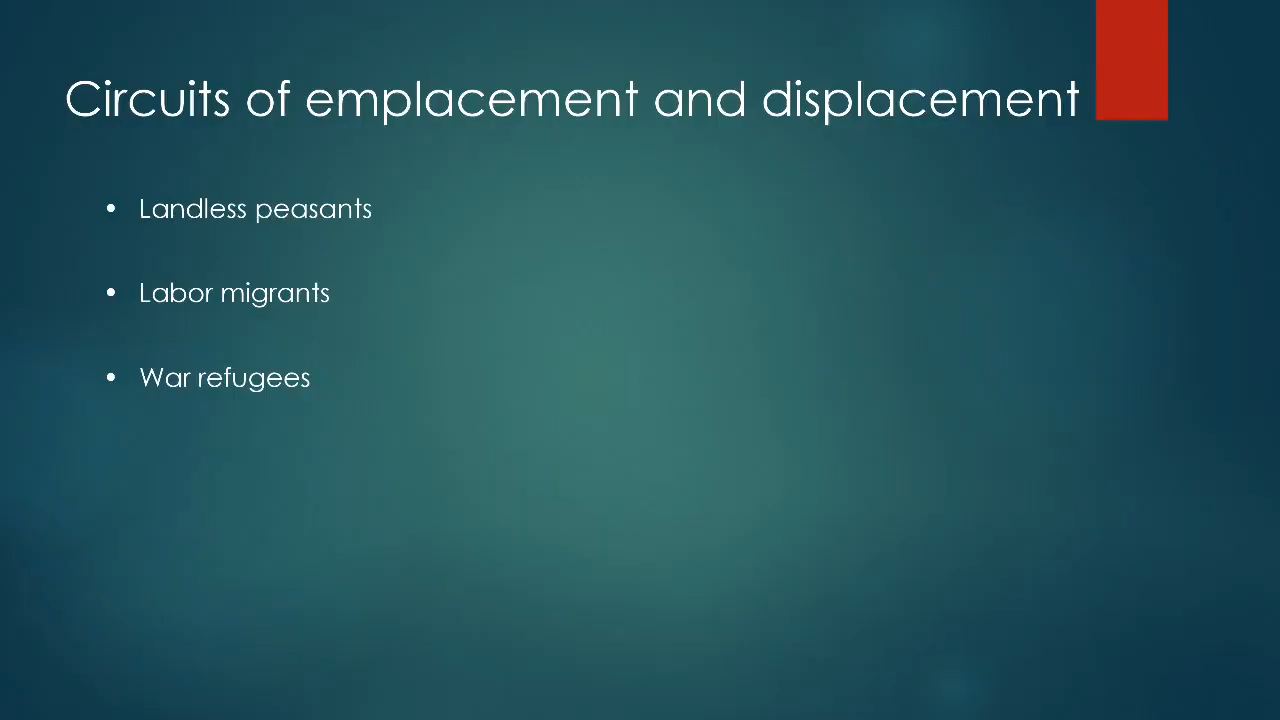 Circuits of emplacement and displacement
• Landless peasants
• Labor migrants
• War refugees